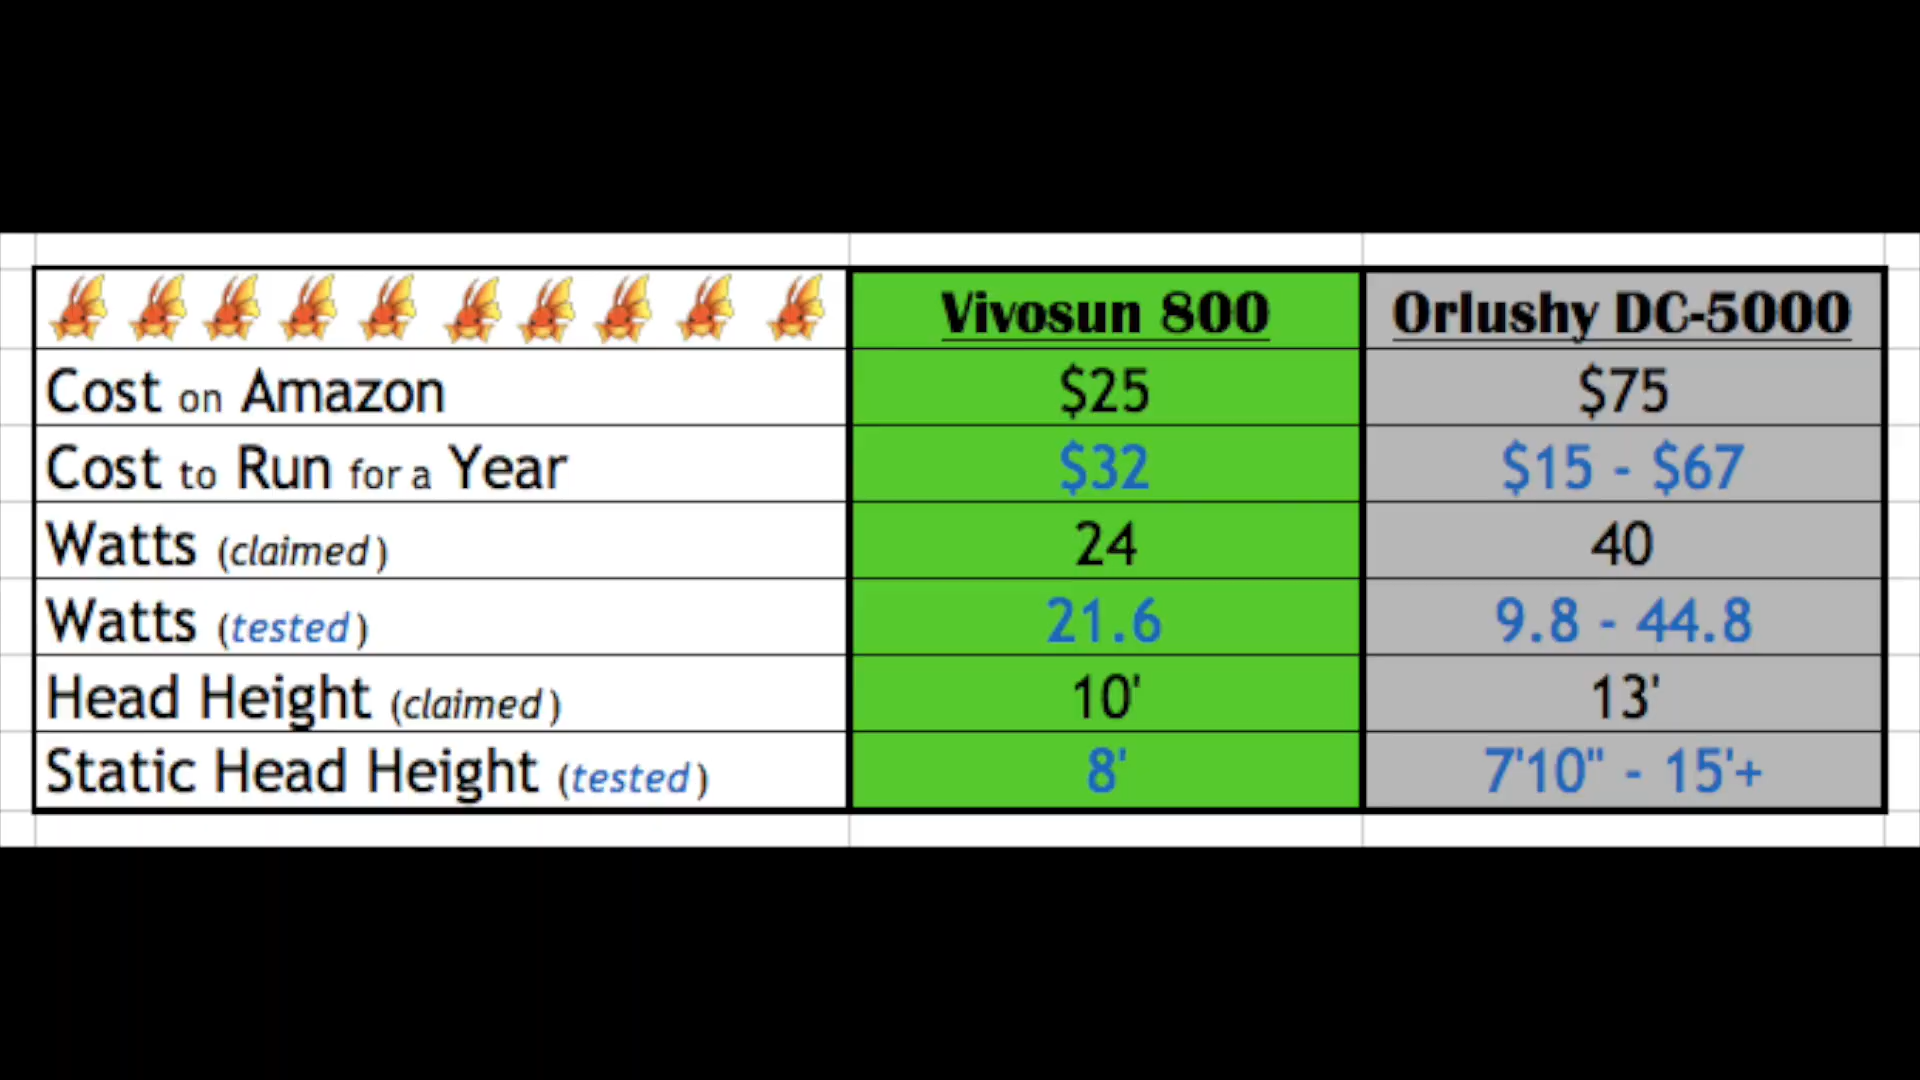 Vivosun 800 Orlushy DC-5000
Cost on Amazon $25 $75
Cost to Run for a Year $32 $15 - $67
Watts (claimed) 24 40
Watts (tested) 21.6 9.8 - 44.8
Head Height (claimed) 10' 13'
Static Head Height (tested) 8' 7'10" - 15'+